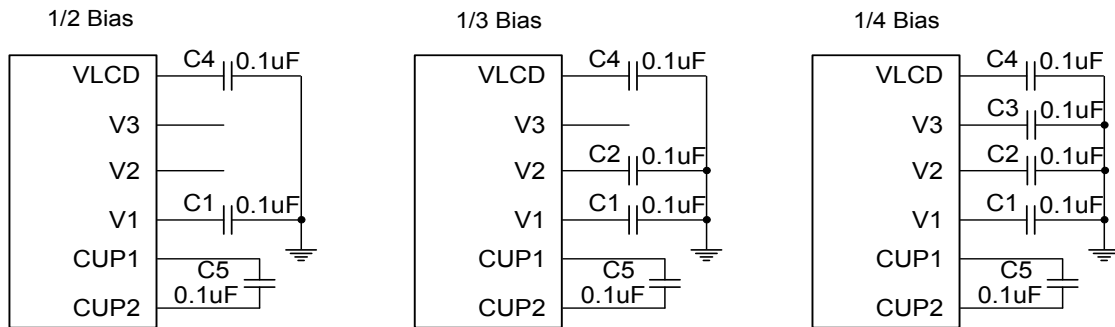 1/2 Bias
VLCD
C4
0.1uF
V3
V2
V1
C1
0.1uF
CUP1
CUP2
C5
0.1uF
1/3 Bias
VLCD
C4
0.1uF
V3
V2
C2
0.1uF
V1
C1
0.1uF
CUP1
CUP2
C5
0.1uF
1/4 Bias
VLCD
C4
0.1uF
V3
C3
0.1uF
V2
C2
0.1uF
V1
C1
0.1uF
CUP1
CUP2
C5
0.1uF